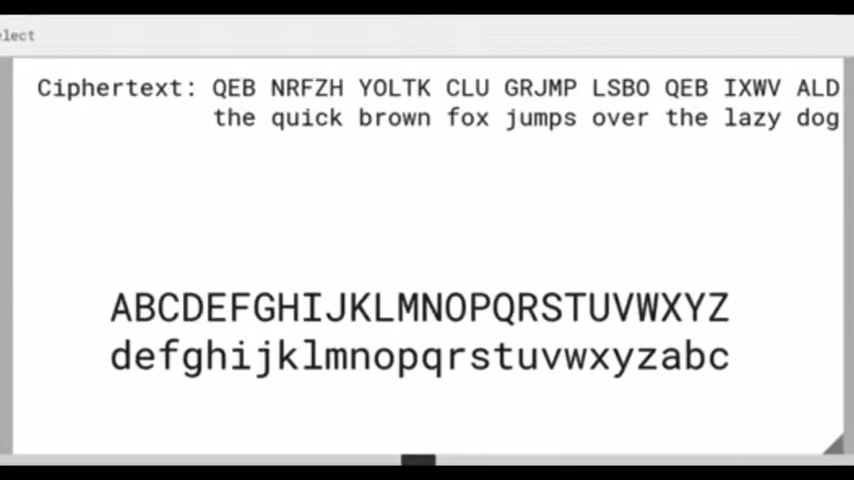 elect
Ciphertext: QEB NRFZH YOLTK CLU GRJMP LSBO QEB IXWV ALD
the quick brown fox jumps over the lazy dog
ABCDEFGHIJKLMNOPQRSTUVWXYZ
defghijklmnopqrstuvwxyzabc